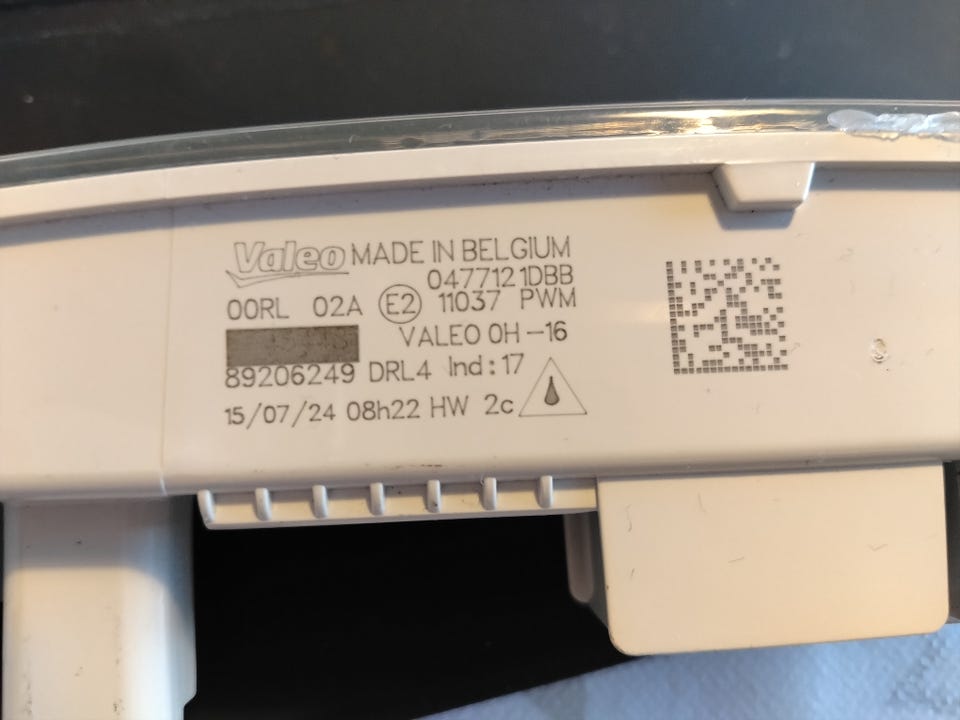 Valeo MADE IN BELGIUM
0477121DBB
00RL 02A E2 11037 PWM
VALEO 0H-16
89206249 DRL4 Ind:17
15/07/24 08h22 HW 2c